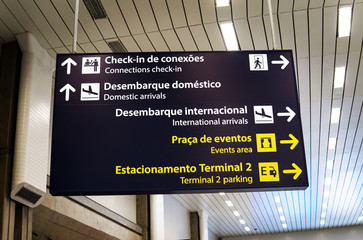 Check-in de conexões
Connections check-in
Desembarque doméstico
Domestic arrivals
Desembarque internacional
International arrivals
Praça de eventos
Events area
Estacionamento Terminal 2
Terminal 2 parking
E